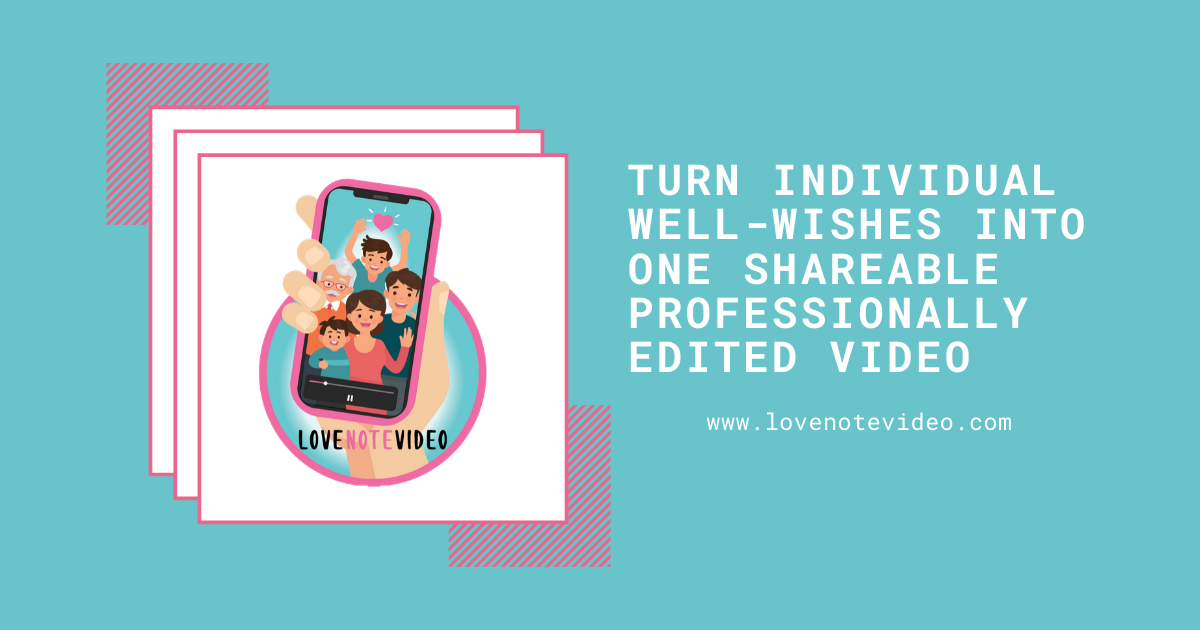 LOVENOTEVIDEO
TURN INDIVIDUAL
WELL-WISHES INTO
ONE SHAREABLE
PROFESSIONALLY
EDITED VIDEO
www.lovenotevideo.com